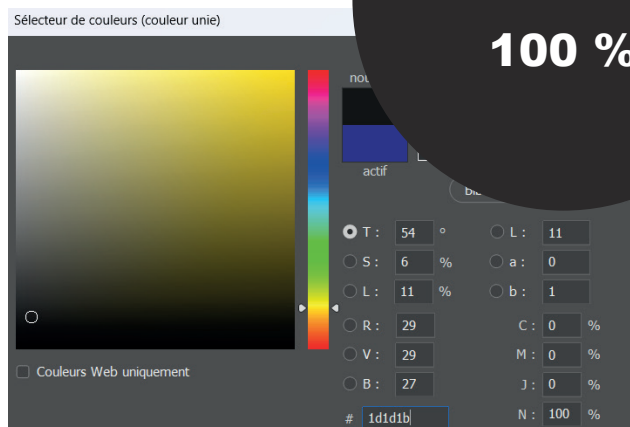 Sélecteur de couleurs (couleur unie)
100 %
actif
T : 54 ° L : 11
S : 6 % a : 0
L : 11 % b : 1
R : 29 C : 0 %
V : 29 M : 0 %
B : 27 J : 0 %
# 1d1d1b N : 100 %
Couleurs Web uniquement